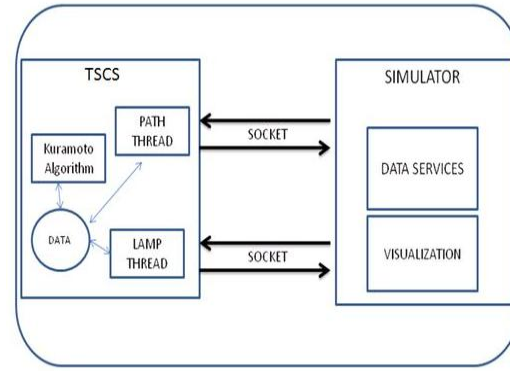 TSCS
PATH
THREAD
Kuramoto
Algorithm
DATA
LAMP
THREAD
SOCKET
SOCKET
SIMULATOR
DATA SERVICES
VISUALIZATION